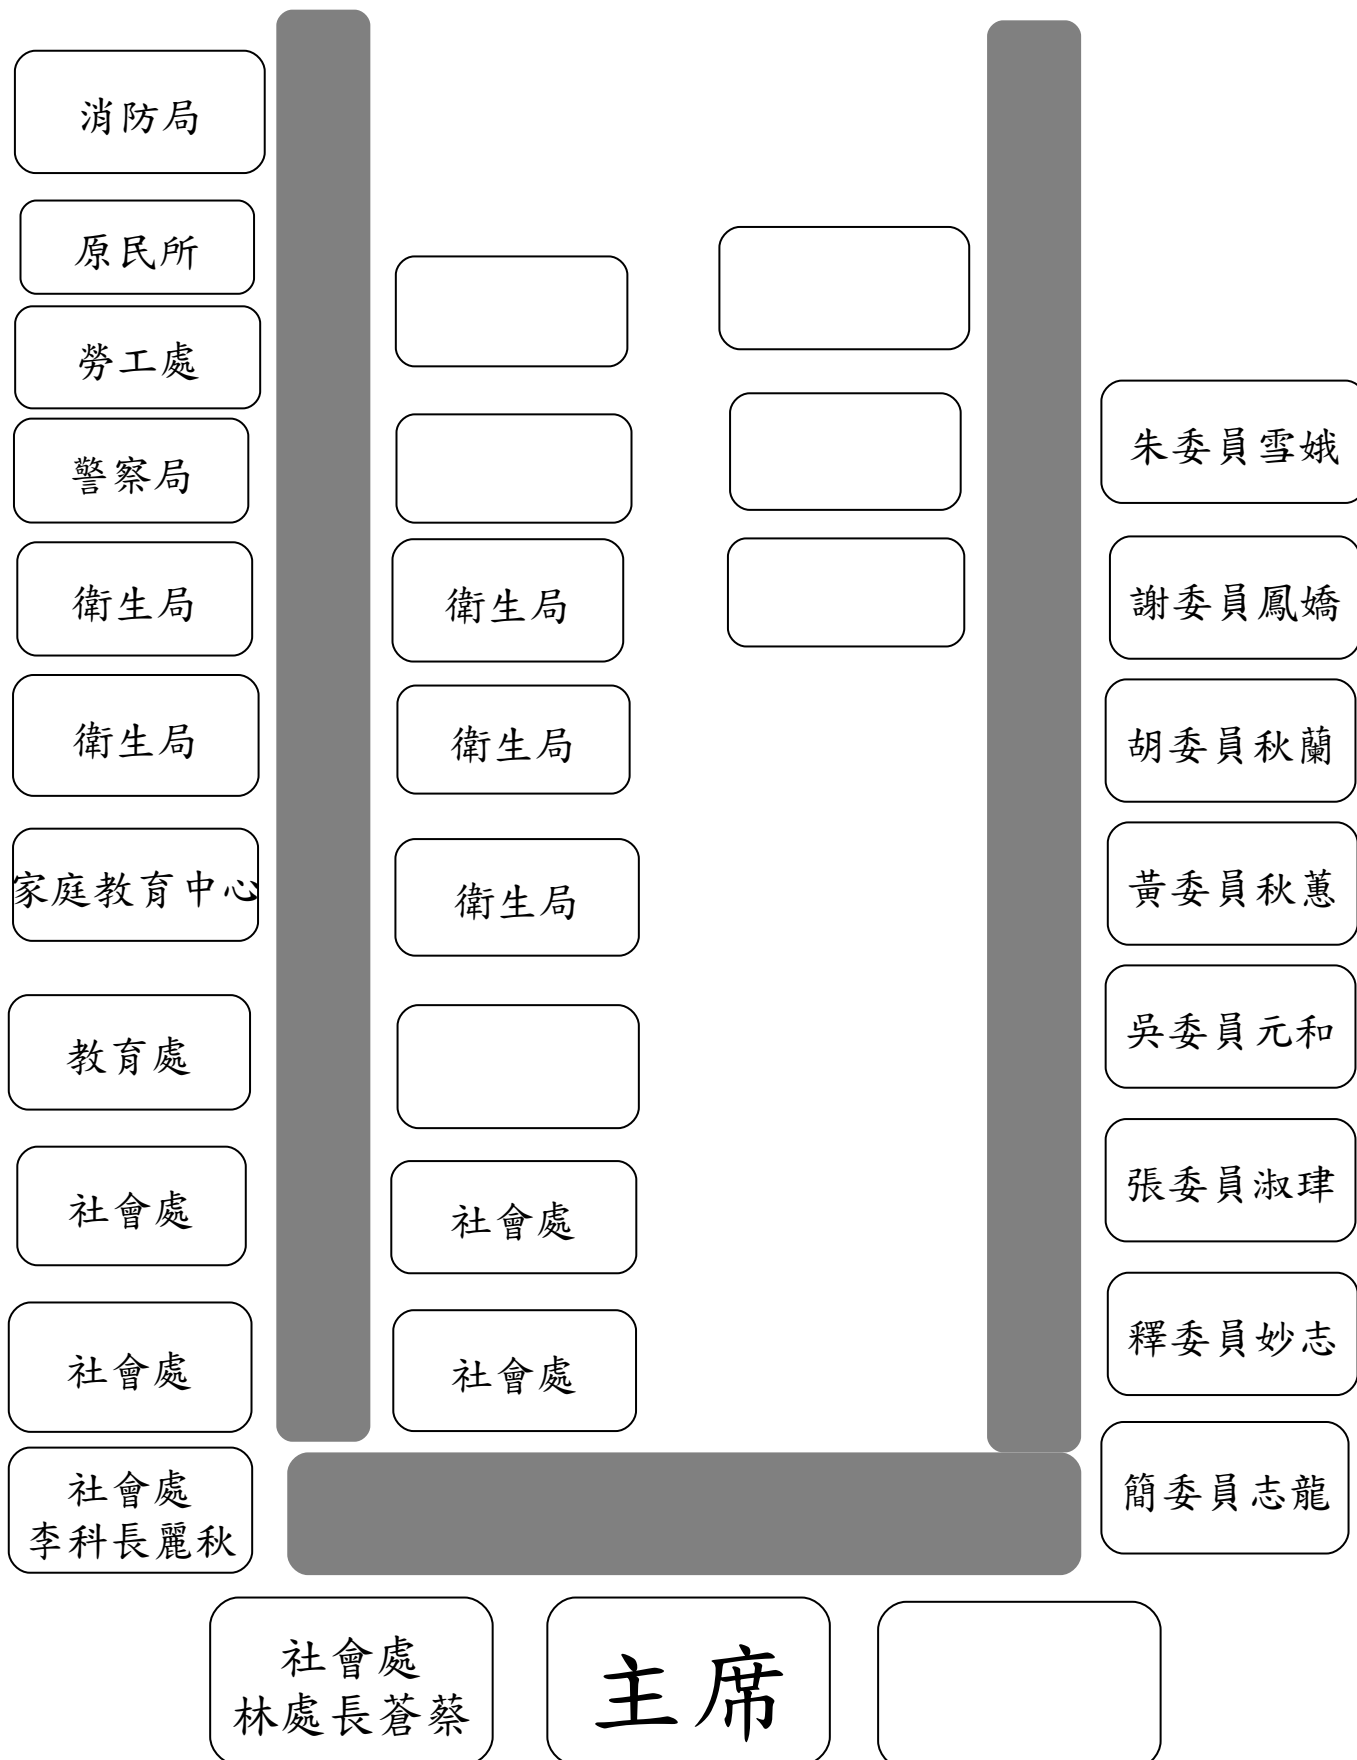 消防局
原民所
勞工處
警察局
衛生局
衛生局
家庭教育中心
教育處
社會處
社會處
社會處
李科長麗秋
衛生局
衛生局
衛生局
社會處
社會處
朱委員雪娥
謝委員鳳嬌
胡委員秋蘭
黃委員秋蕙
吳委員元和
張委員淑珒
釋委員妙志
簡委員志龍
社會處
林處長蒼蔡
主席